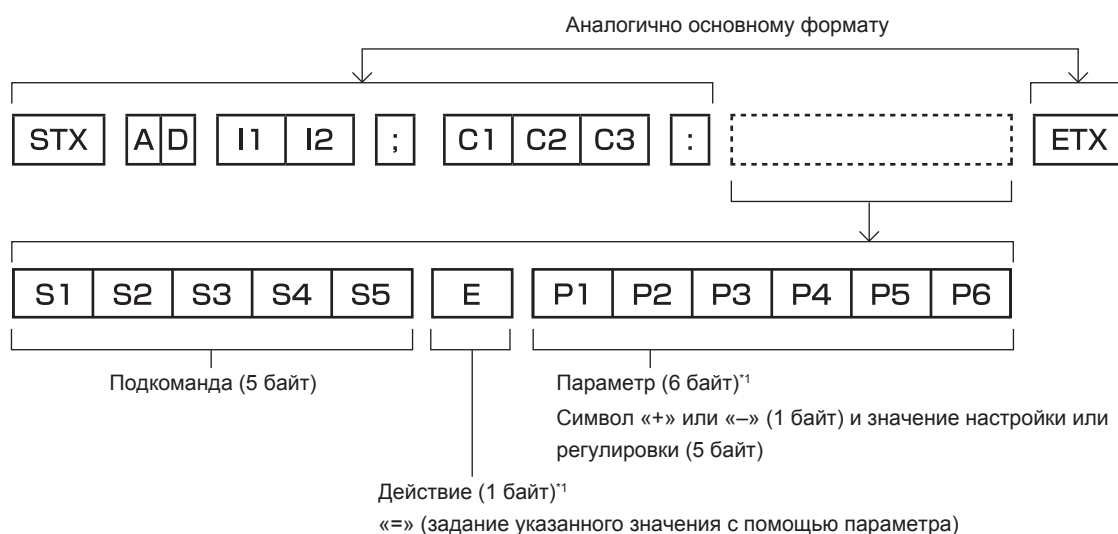 Аналогично основному формату
STX A D I1 I2 ; C1 C2 C3 : ETX
S1 S2 S3 S4 S5 E P1 P2 P3 P4 P5 P6
Подкоманда (5 байт)
Параметр (6 байт)*1
Символ «+» или «–» (1 байт) и значение настройки или
регулировки (5 байт)
Действие (1 байт)*1
«=» (задание указанного значения с помощью параметра)